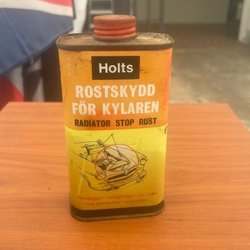 Holts
ROSTSKYDD
FÖR KYLAREN
RADIATOR STOP RUST